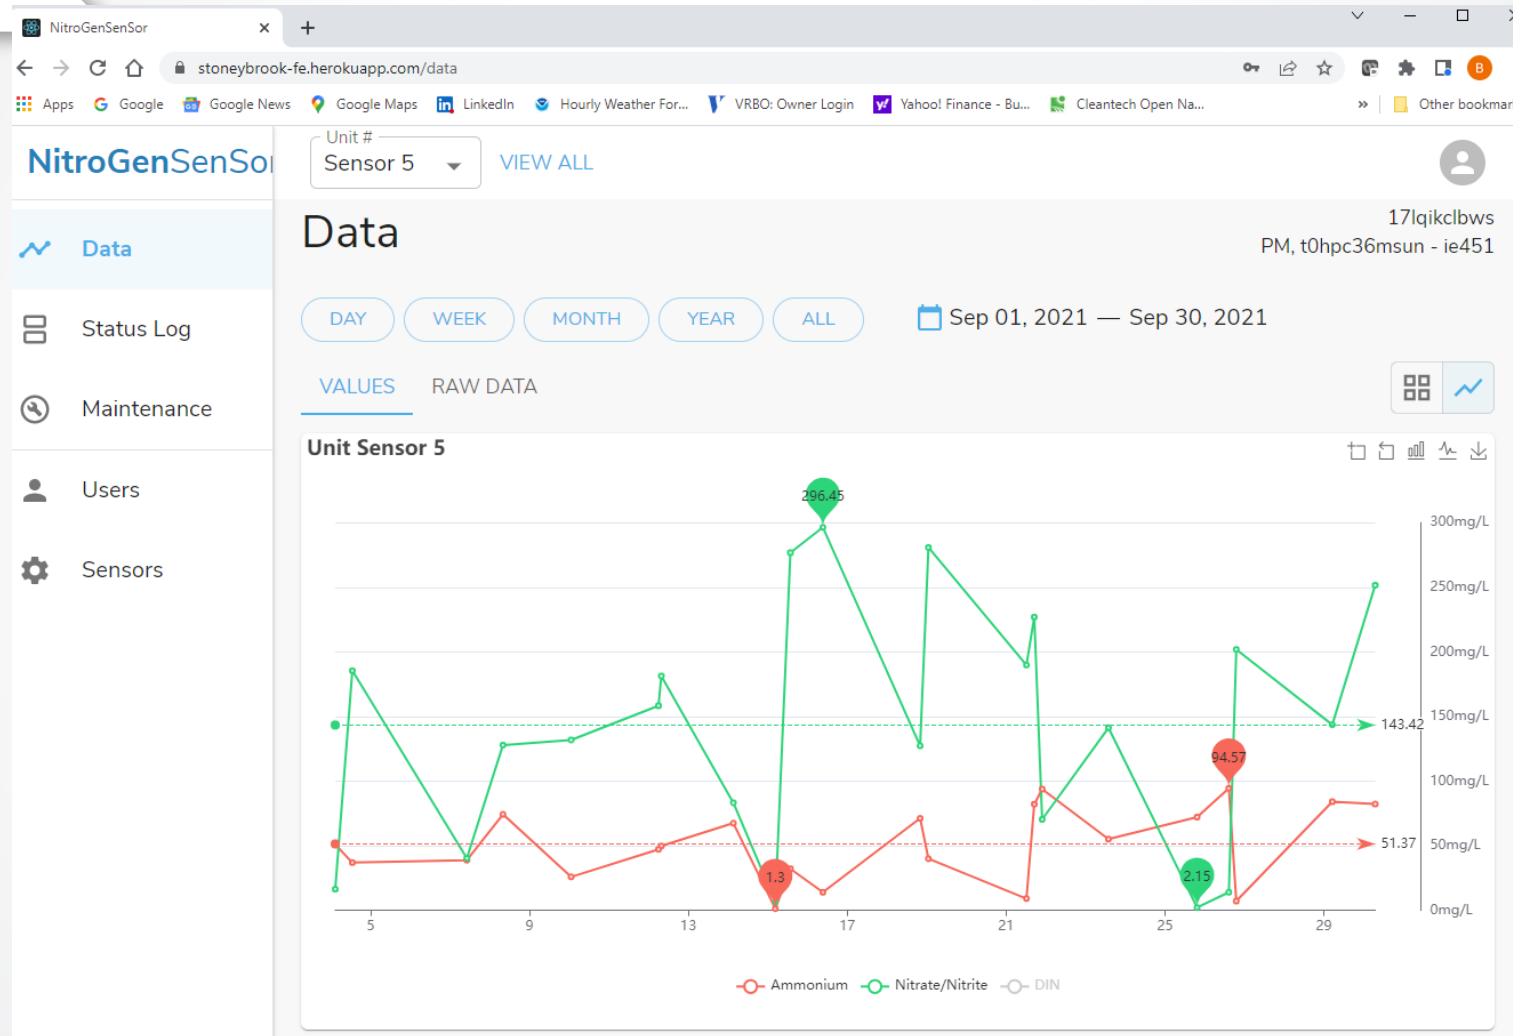 NitroGenSenSor
stoneybrook-fe.herokuapp.com/data
B
Apps Google Google News Google Maps LinkedIn Hourly Weather For... VRBO: Owner Login Yahoo! Finance - Bu... Cleantech Open Na... » Other bookmar
NitroGenSenSor
Unit #
Sensor 5
VIEW ALL
Data
Status Log
Maintenance
Users
Sensors
Data
17lqikclbws
PM, t0hpc36msun - ie451
DAY WEEK MONTH YEAR ALL Sep 01, 2021 — Sep 30, 2021
VALUES RAW DATA
Unit Sensor 5
296.45
300mg/L
250mg/L
200mg/L
150mg/L
143.42
94.57
100mg/L
51.37
50mg/L
1.3
2.15
0mg/L
5 9 13 17 21 25 29
Ammonium Nitrate/Nitrite DIN